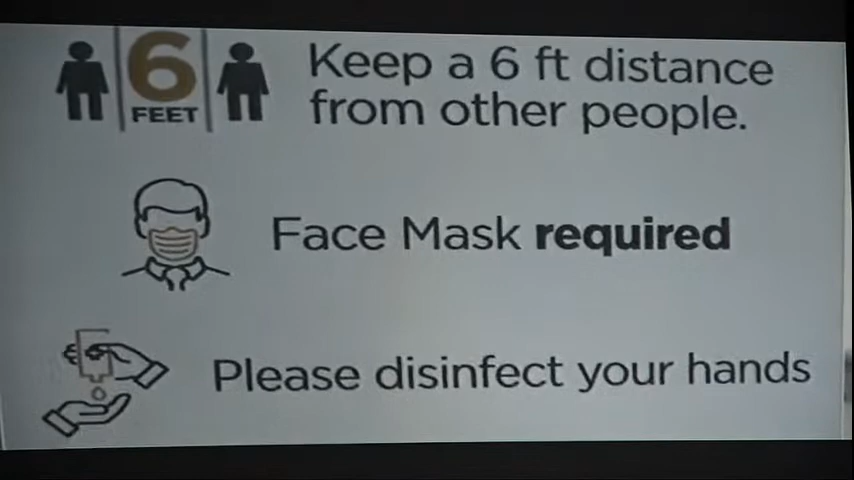 6
FEET
Keep a 6 ft distance
from other people.
Face Mask required
Please disinfect your hands